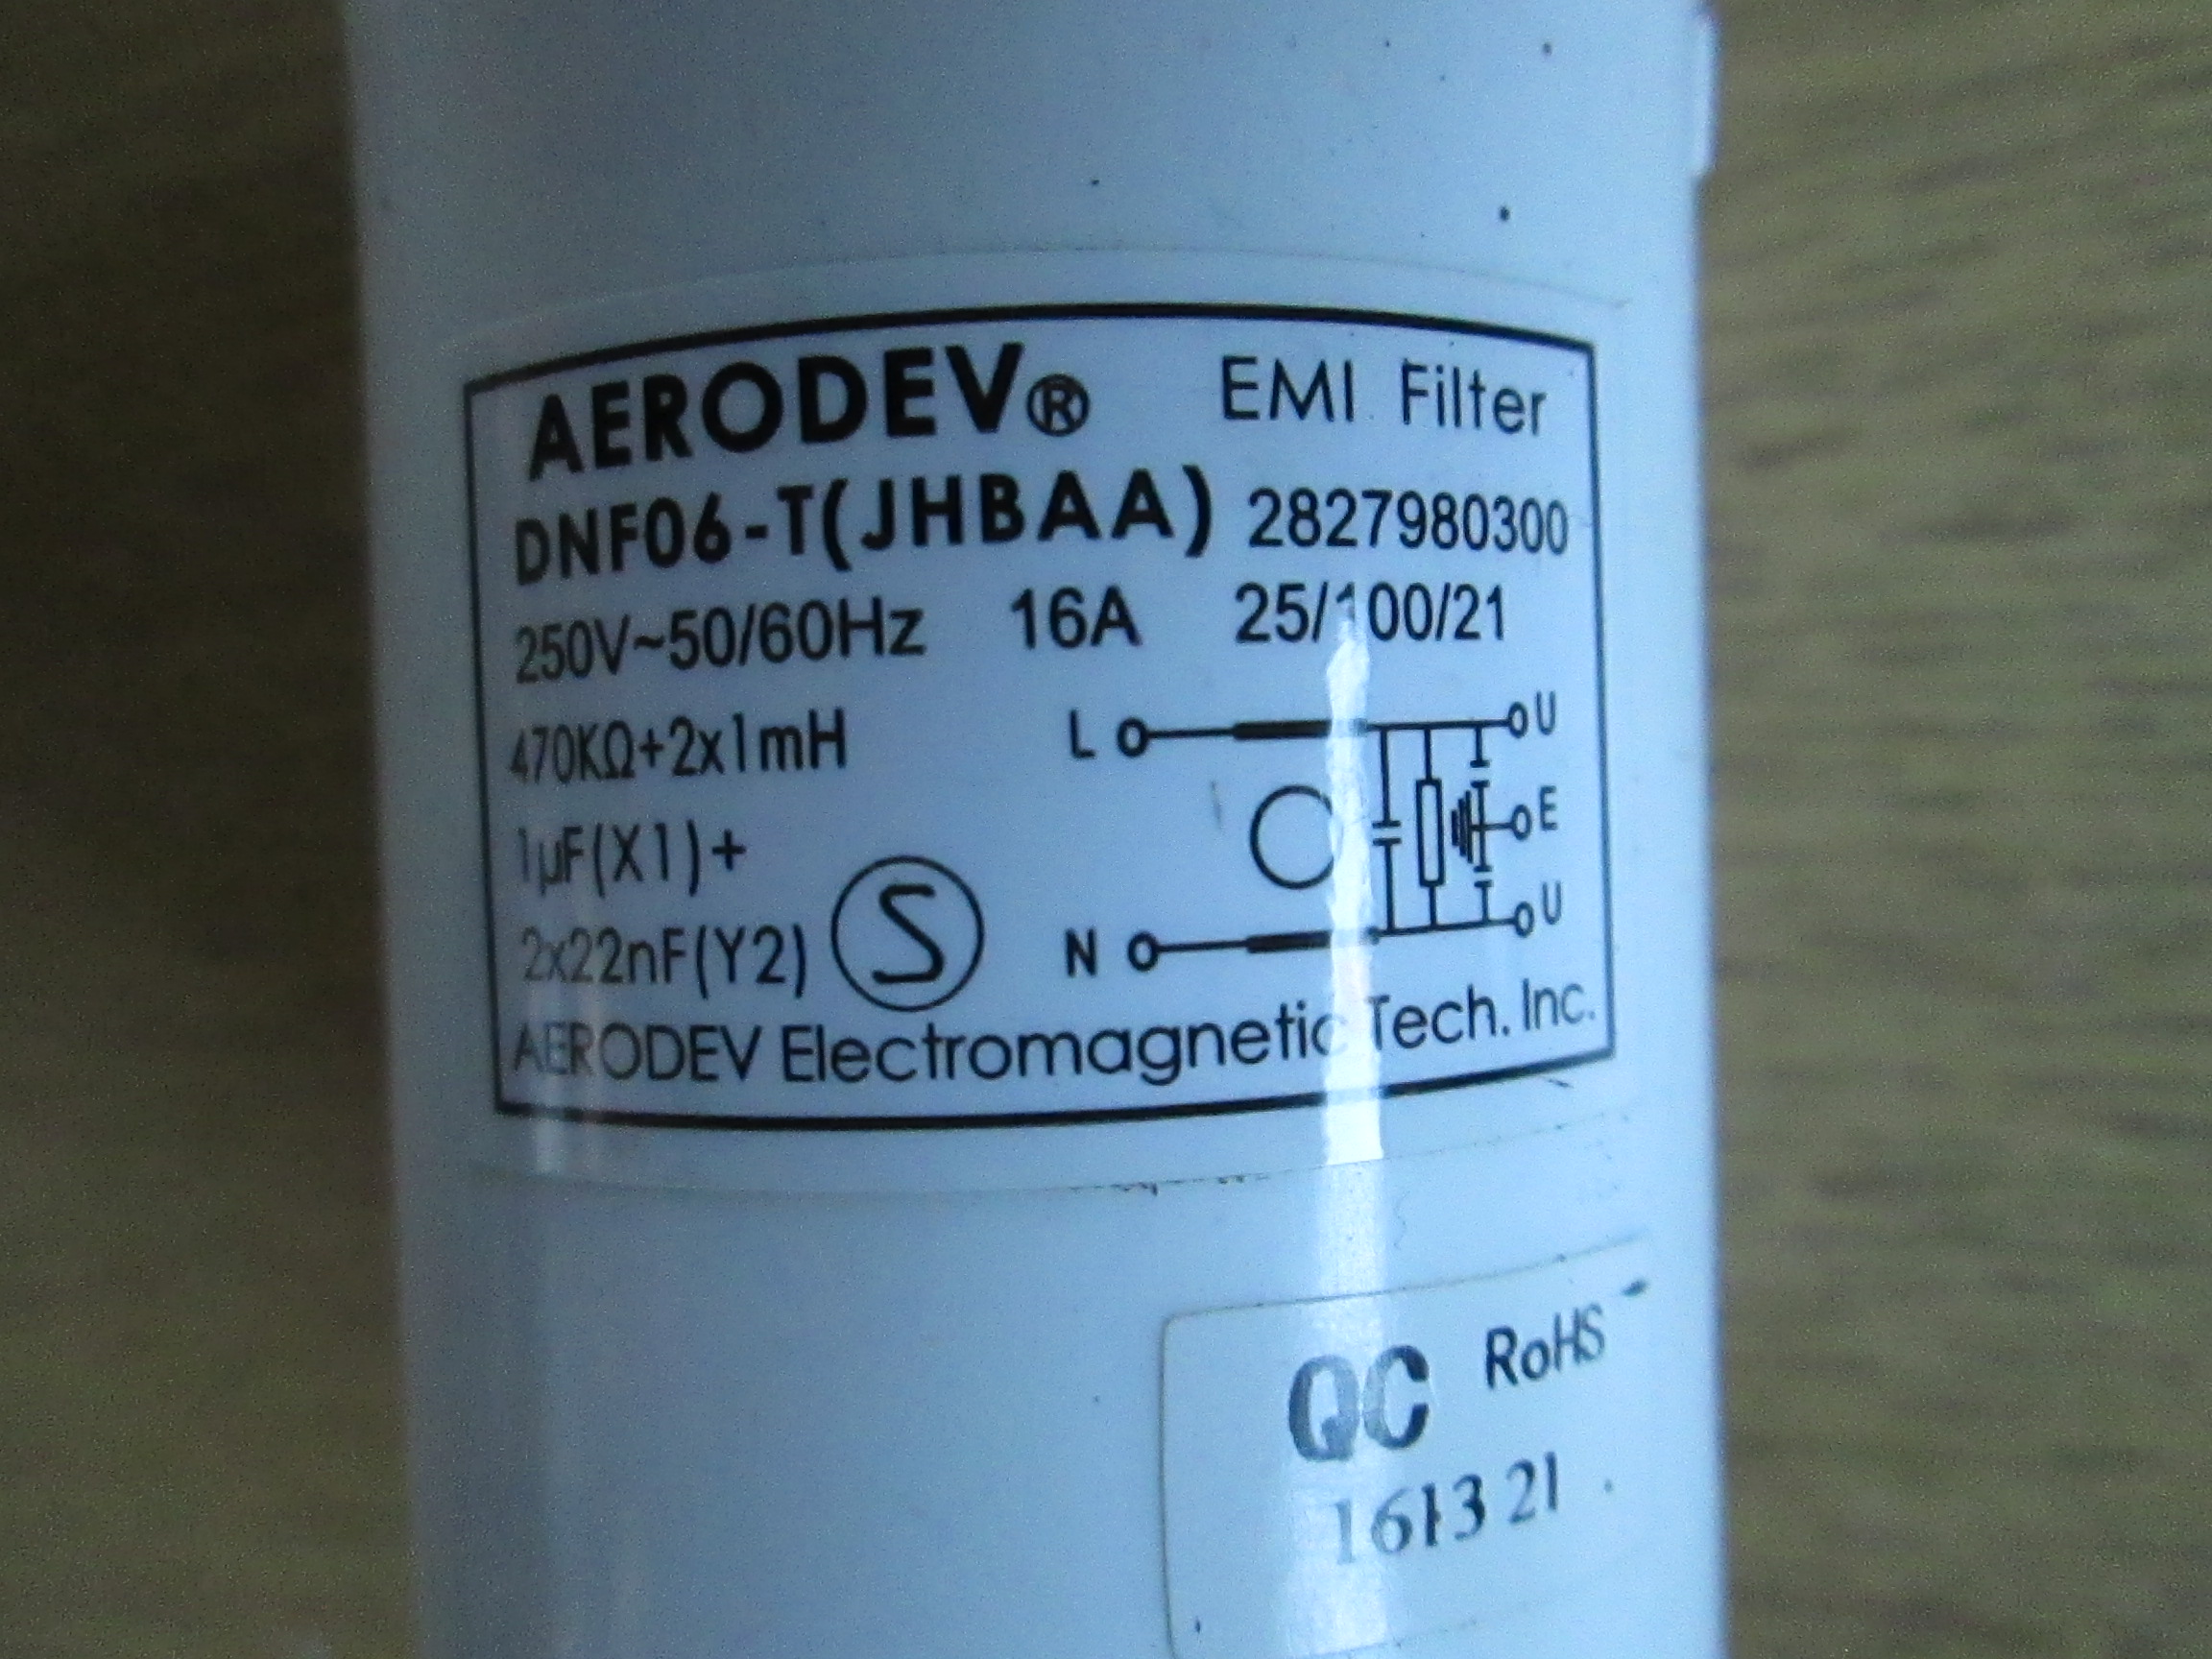 AERODEV® EMI Filter
DNF06-T(JHBAA) 2827980300
250V~50/60Hz 16A 25/100/21
470KΩ+2x1mH
L U
1µF(X1)+
E
2x22nF(Y2) S
N U
AERODEV Electromagnetic Tech. Inc.
QC RoHS
161321